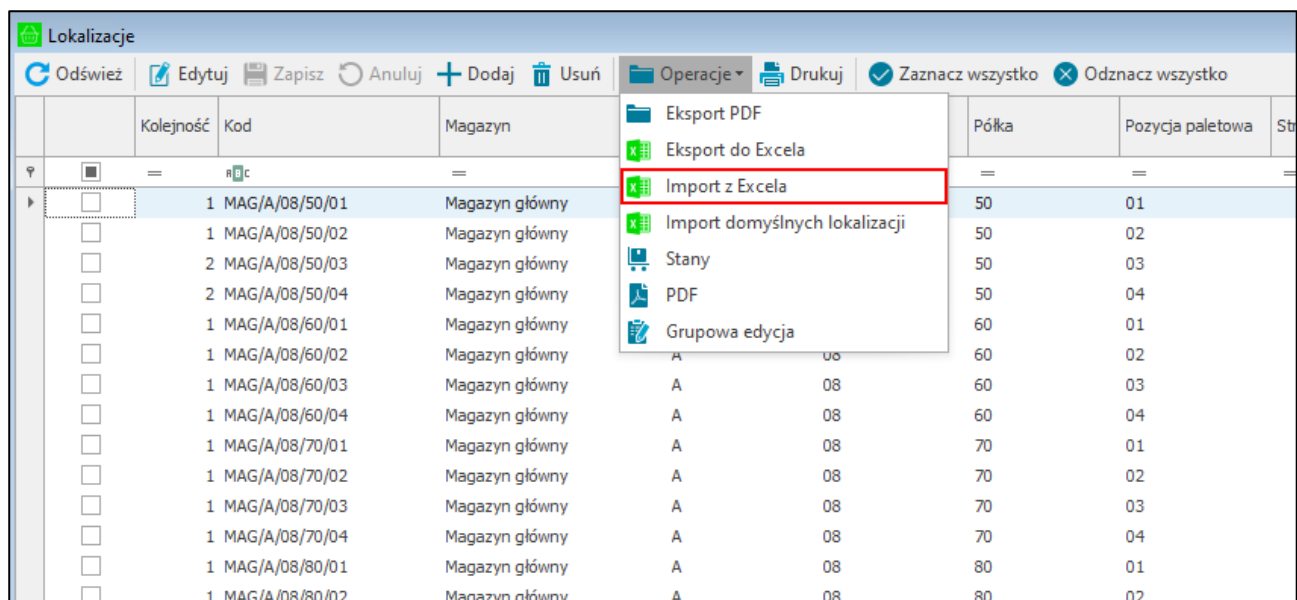 Lokalizacje
Odśwież Edytuj Zapisz Anuluj Dodaj Usuń Operacje Drukuj Zaznacz wszystko Odznacz wszystko
Kolejność Kod Magazyn Półka Pozycja paletowa Str
Eksport PDF
Eksport do Excela
Import z Excela
Import domyślnych lokalizacji
Stany
PDF
Grupowa edycja
= ABC = = = =
1 MAG/A/08/50/01 Magazyn główny 50 01
1 MAG/A/08/50/02 Magazyn główny 50 02
2 MAG/A/08/50/03 Magazyn główny 50 03
2 MAG/A/08/50/04 Magazyn główny 50 04
1 MAG/A/08/60/01 Magazyn główny 60 01
1 MAG/A/08/60/02 Magazyn główny A 08 60 02
1 MAG/A/08/60/03 Magazyn główny A 08 60 03
1 MAG/A/08/60/04 Magazyn główny A 08 60 04
1 MAG/A/08/70/01 Magazyn główny A 08 70 01
1 MAG/A/08/70/02 Magazyn główny A 08 70 02
1 MAG/A/08/70/03 Magazyn główny A 08 70 03
1 MAG/A/08/70/04 Magazyn główny A 08 70 04
1 MAG/A/08/80/01 Magazyn główny A 08 80 01
1 MAG/A/08/80/02 Magazyn główny A 08 80 02